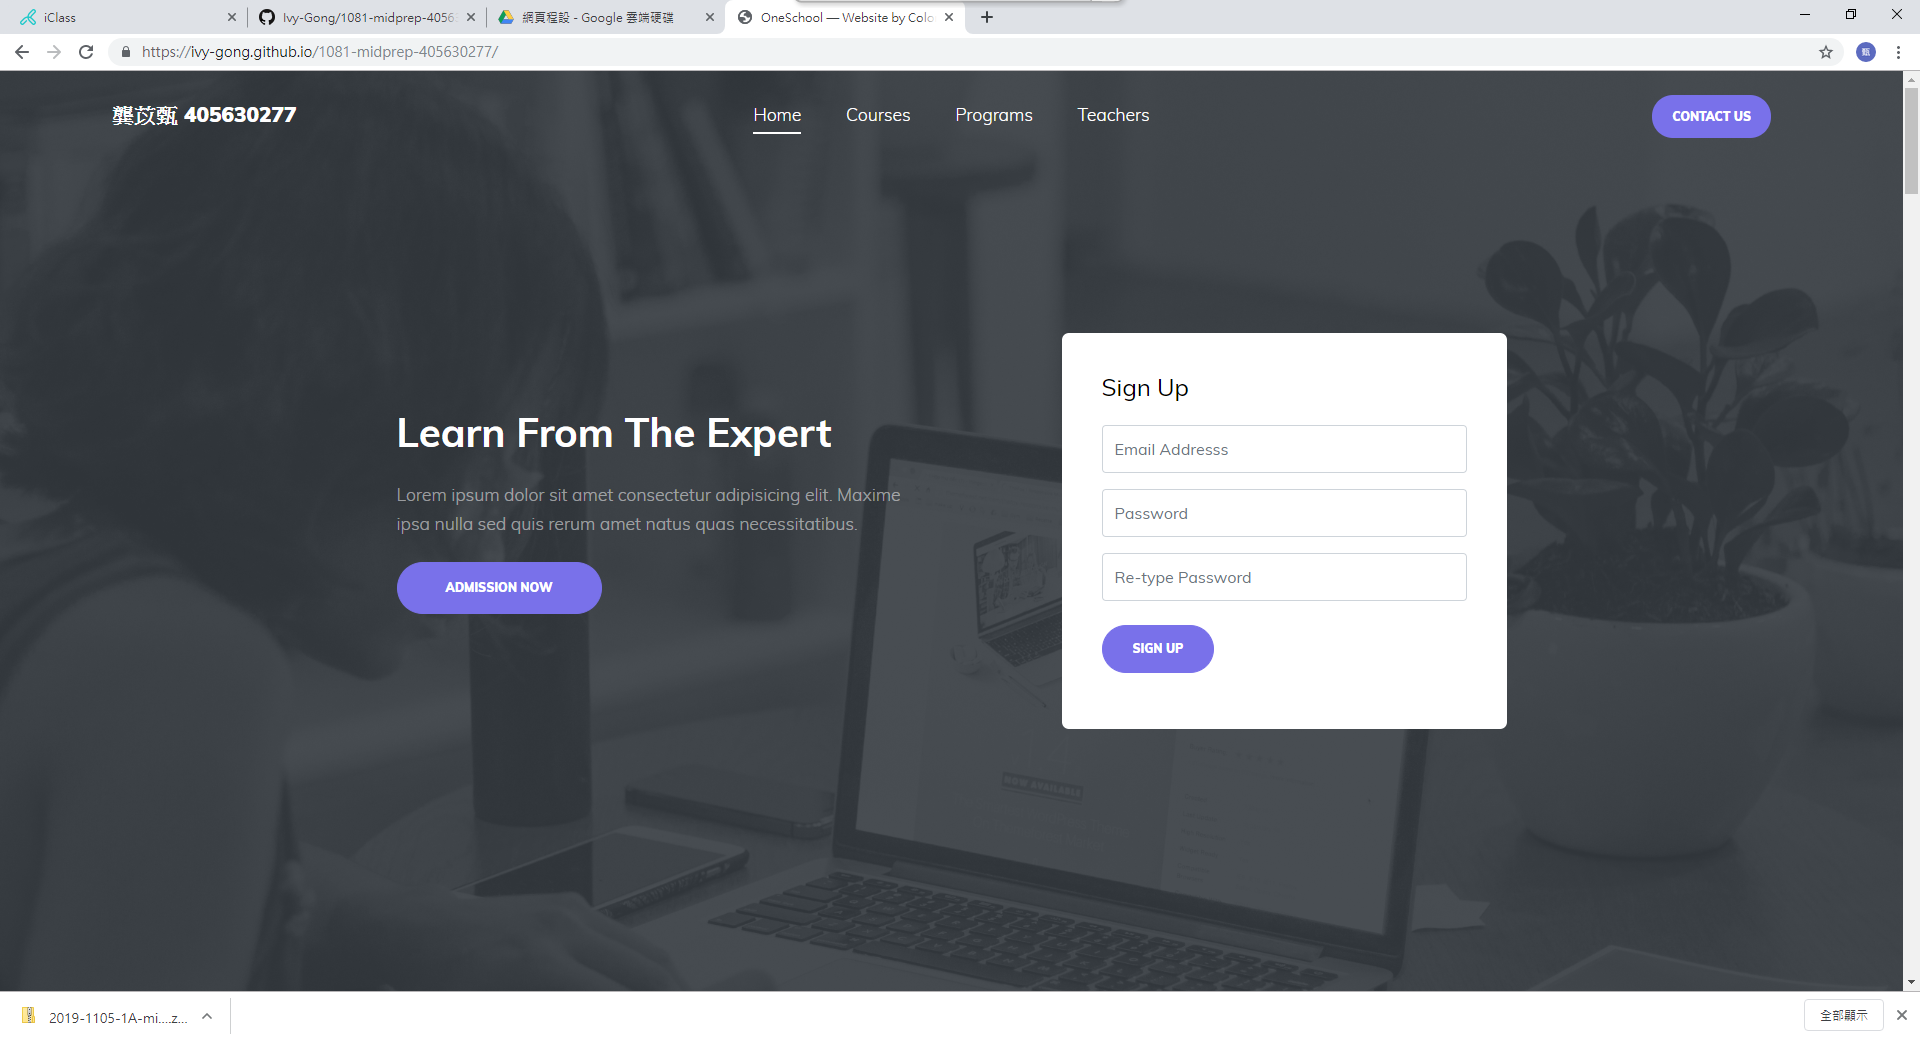 iClass
Ivy-Gong/1081-midprep-4056
網頁程設 - Google 雲端硬碟
OneSchool — Website by Colo
https://ivy-gong.github.io/1081-midprep-405630277/
甄
龔苡甄 405630277
Home
Courses
Programs
Teachers
CONTACT US
Learn From The Expert
Lorem ipsum dolor sit amet consectetur adipisicing elit. Maxime
ipsa nulla sed quis rerum amet natus quas necessitatibus.
ADMISSION NOW
Sign Up
Email Addresss
Password
Re-type Password
SIGN UP
NOW AVAILABLE
2019-1105-1A-mi....z...
全部顯示